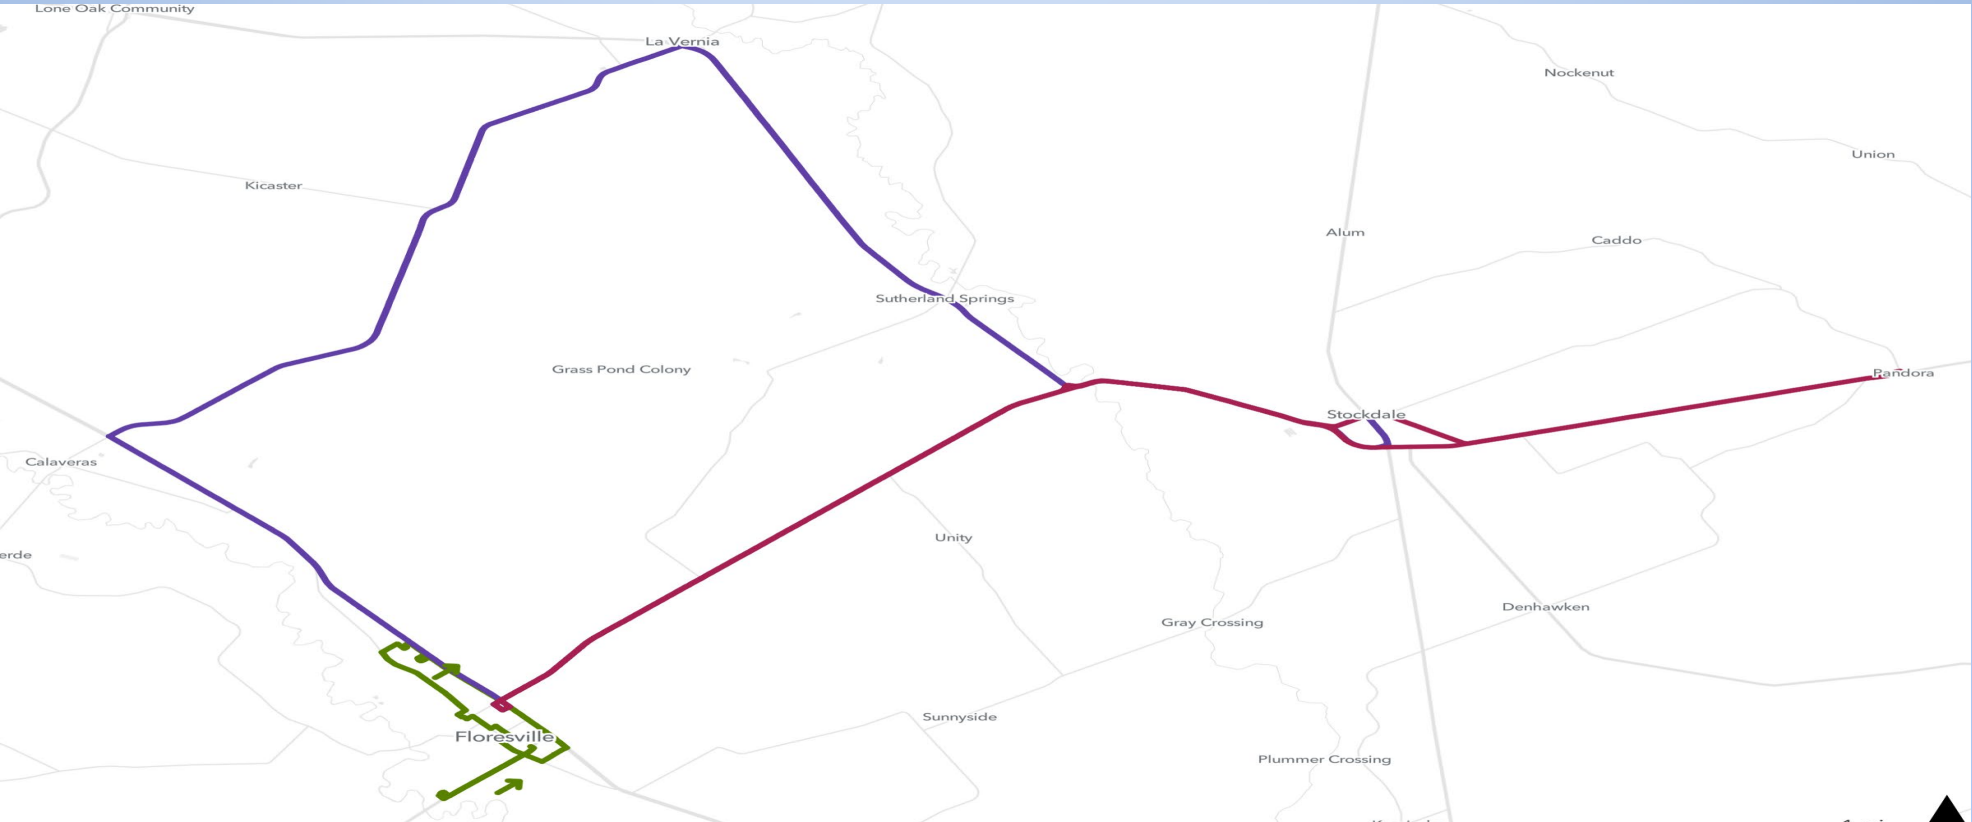 Lone Oak Community
La Vernia
Nockenut
Union
Kicaster
Alum
Caddo
Sutherland Springs
Grass Pond Colony
Pandora
Stockdale
Calaveras
Unity
erde
Denhawken
Gray Crossing
Sunnyside
Floresville
Plummer Crossing